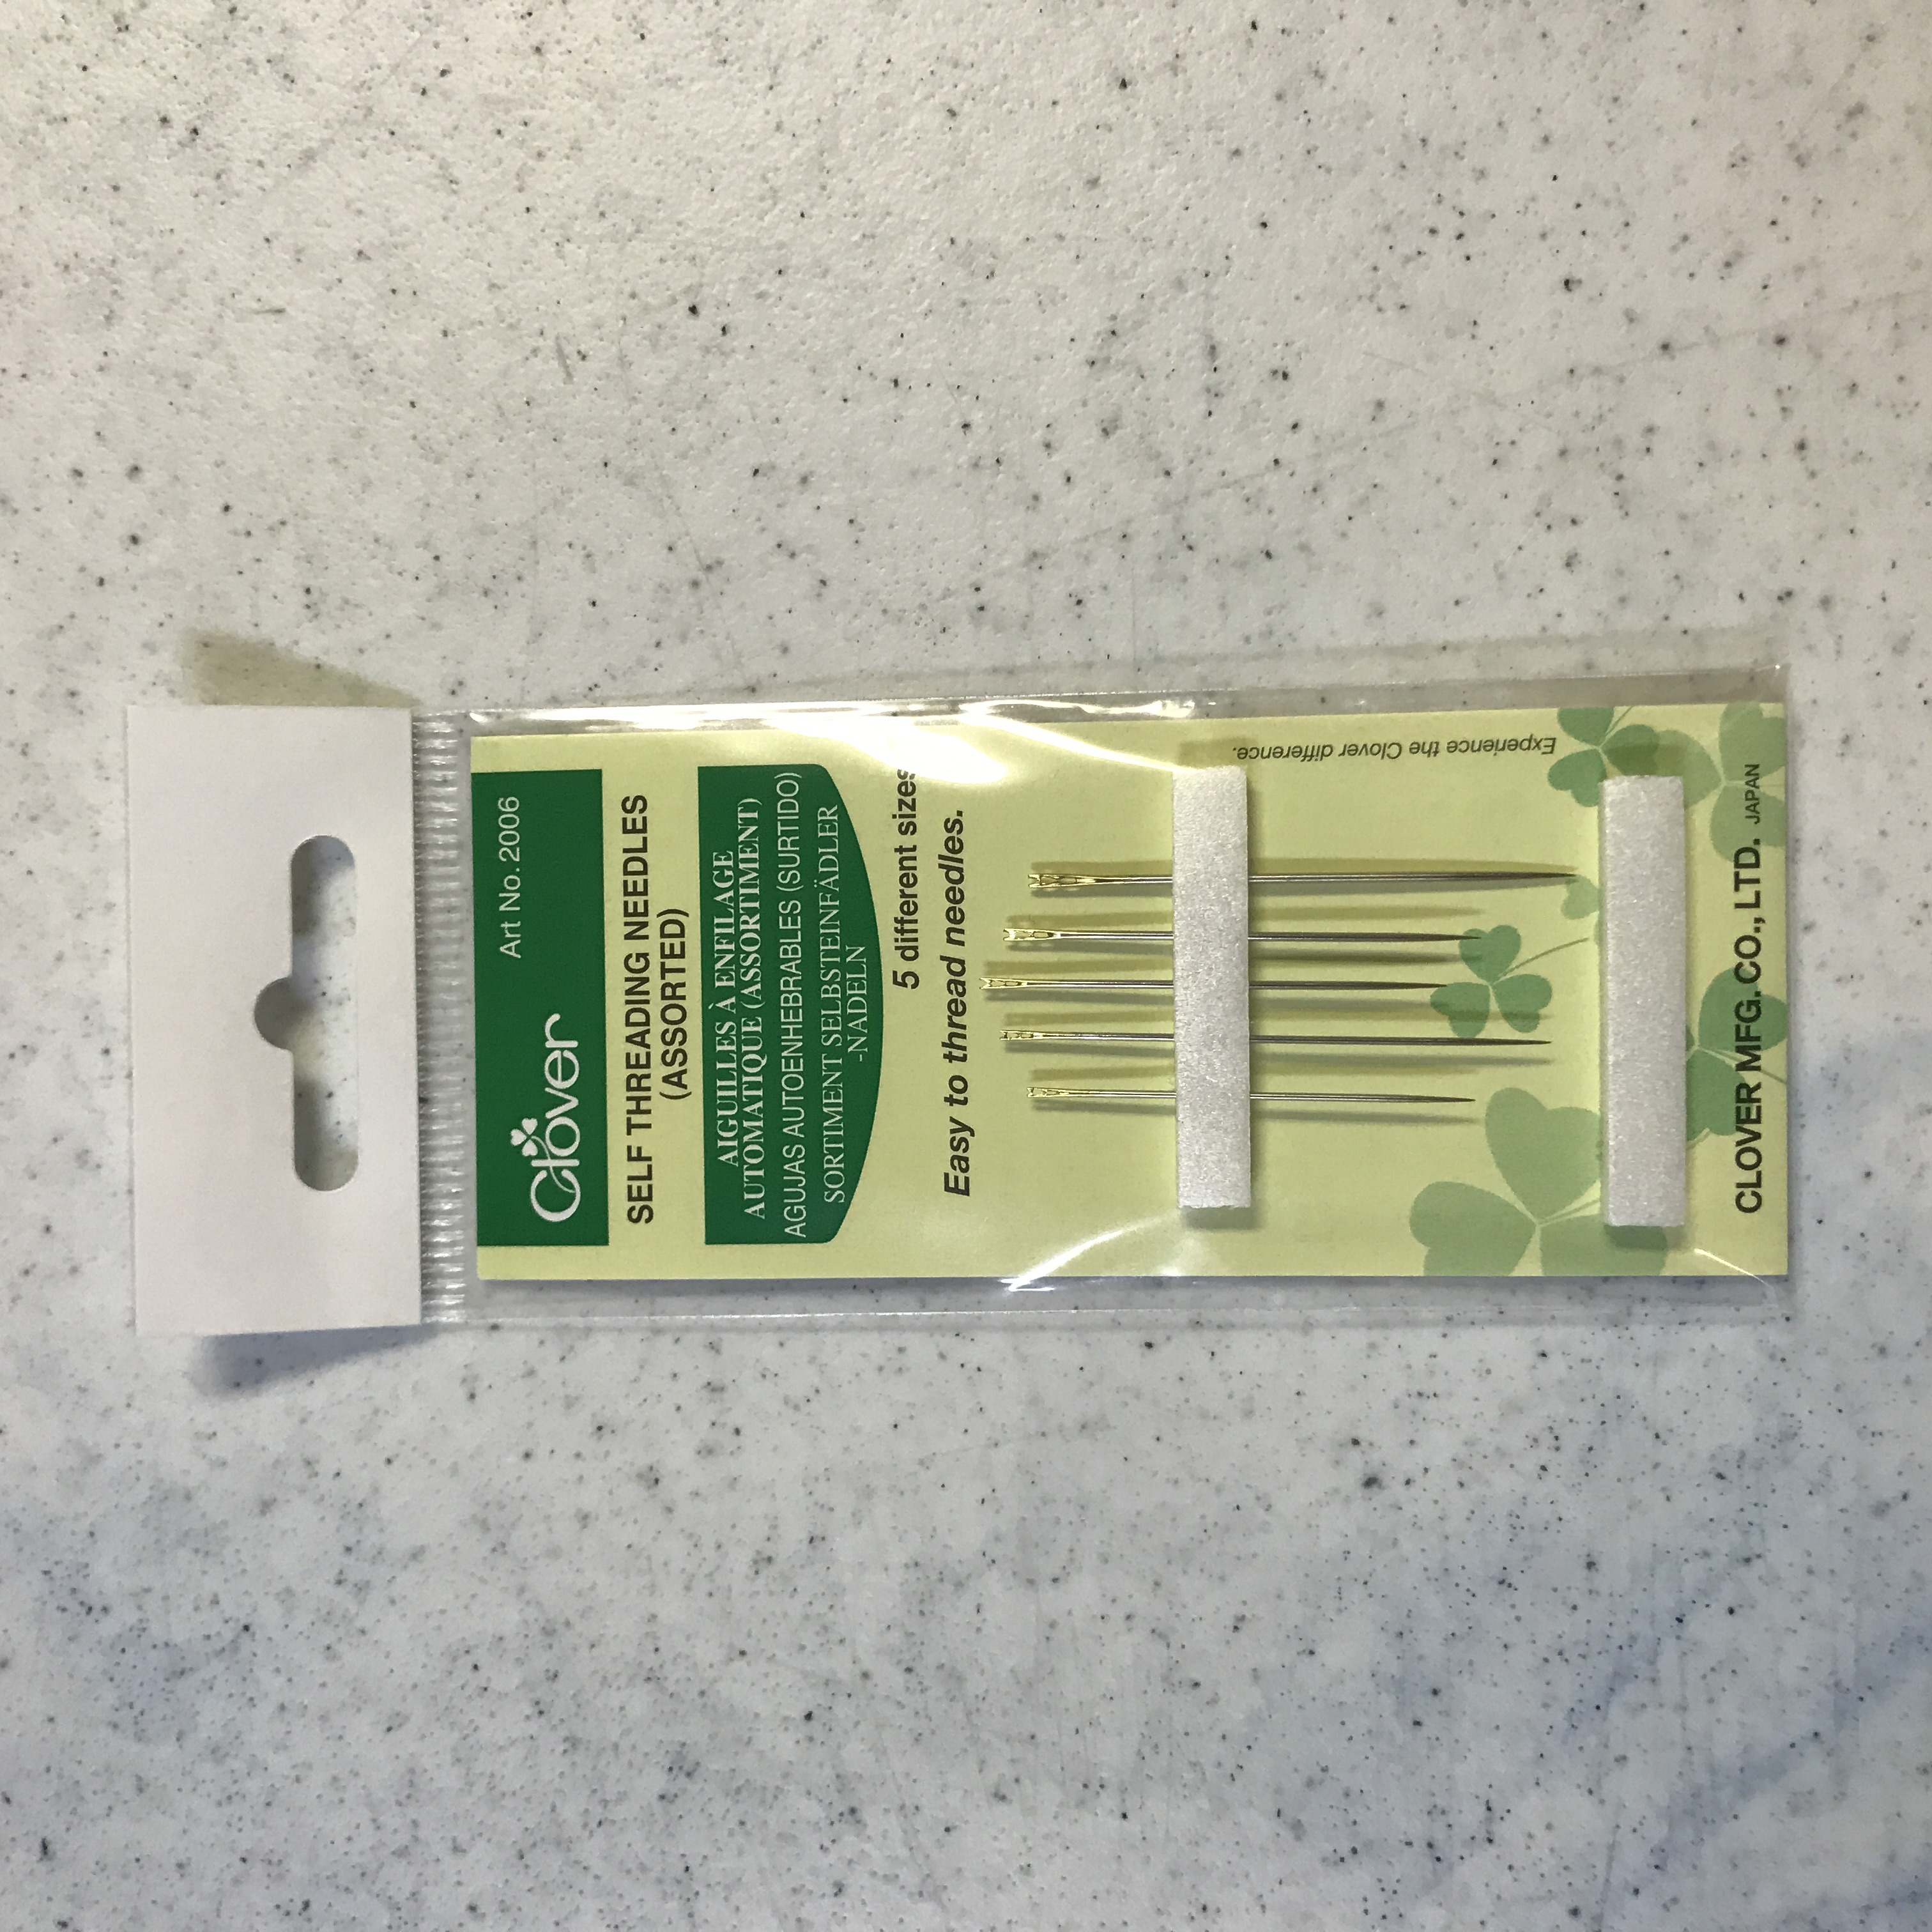 Art No. 2006
Clover
SELF THREADING NEEDLES
(ASSORTED)
AIGUILLES À ENFILAGE
AUTOMATIQUE (ASSORTIMENT)
AGUJAS AUTOENHEBRABLES (SURTIDO)
SORTIMENT SELBSTEINFÄDLER
-NADELN
5 different sizes
Easy to thread needles.
Experience the Clover difference.
CLOVER MFG. CO., LTD. JAPAN